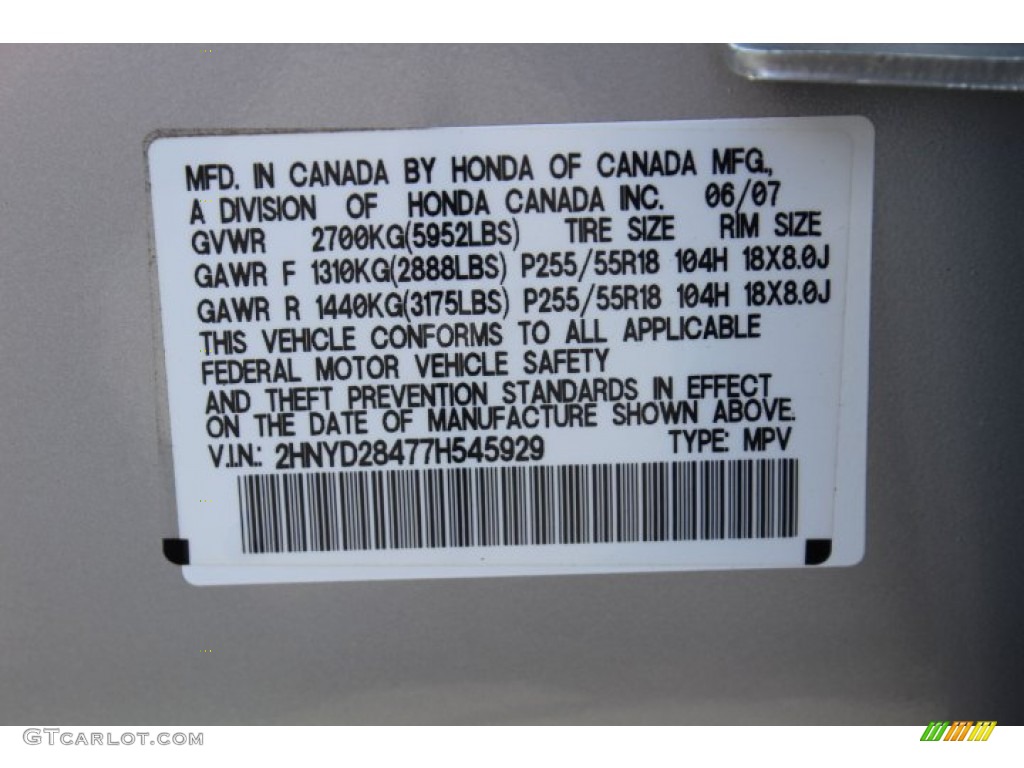 MFD. IN CANADA BY HONDA OF CANADA MFG.,
A DIVISION OF HONDA CANADA INC. 06/07
GVWR 2700KG(5952LBS) TIRE SIZE RIM SIZE
GAWR F 1310KG(2888LBS) P255/55R18 104H 18X8.0J
GAWR R 1440KG(3175LBS) P255/55R18 104H 18X8.0J
THIS VEHICLE CONFORMS TO ALL APPLICABLE
FEDERAL MOTOR VEHICLE SAFETY
AND THEFT PREVENTION STANDARDS IN EFFECT
ON THE DATE OF MANUFACTURE SHOWN ABOVE.
V.I.N.: 2HNYD28477H545929 TYPE: MPV
GTCARLOT.COM